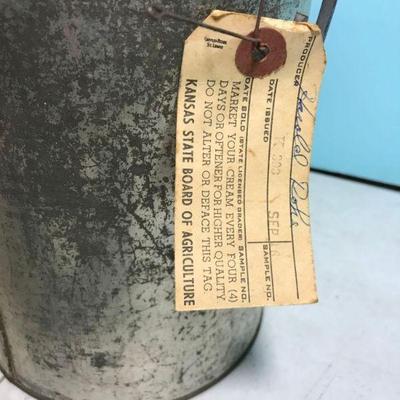 PRODUCER Harold
DATE ISSUED SEP SAMPLE NO.
DATE SOLD (STATE LICENSED GRADER) SAMPLE NO.
MARKET YOUR CREAM EVERY FOUR (4)
DAYS OR OFTENER FOR HIGHER QUALITY
DO NOT ALTER OR DEFACE THIS TAG.
KANSAS STATE BOARD OF AGRICULTURE